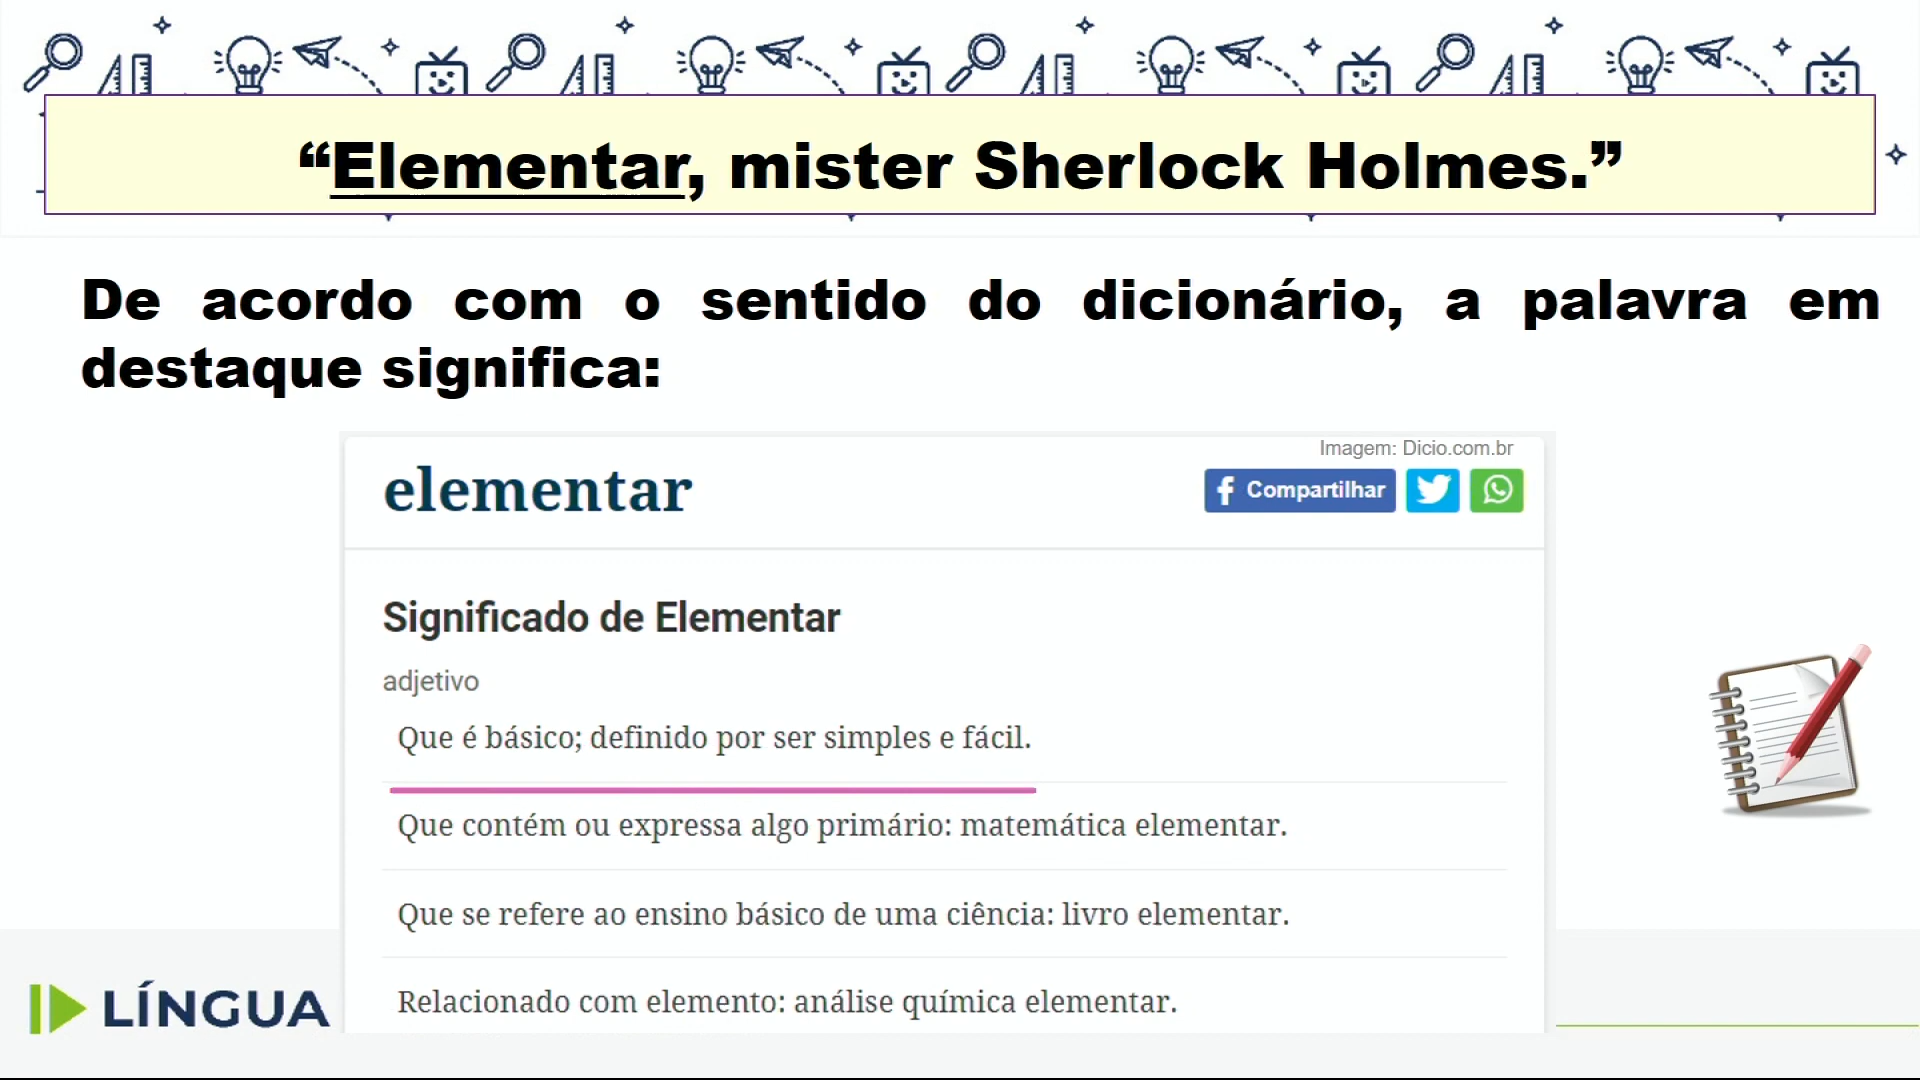 “Elementar, mister Sherlock Holmes.”
De acordo com o sentido do dicionário, a palavra em
destaque significa:
Imagem: Dicio.com.br
elementar
Compartilhar
Significado de Elementar
adjetivo
Que é básico; definido por ser simples e fácil.
Que contém ou expressa algo primário: matemática elementar.
Que se refere ao ensino básico de uma ciência: livro elementar.
Relacionado com elemento: análise química elementar.
LÍNGUA